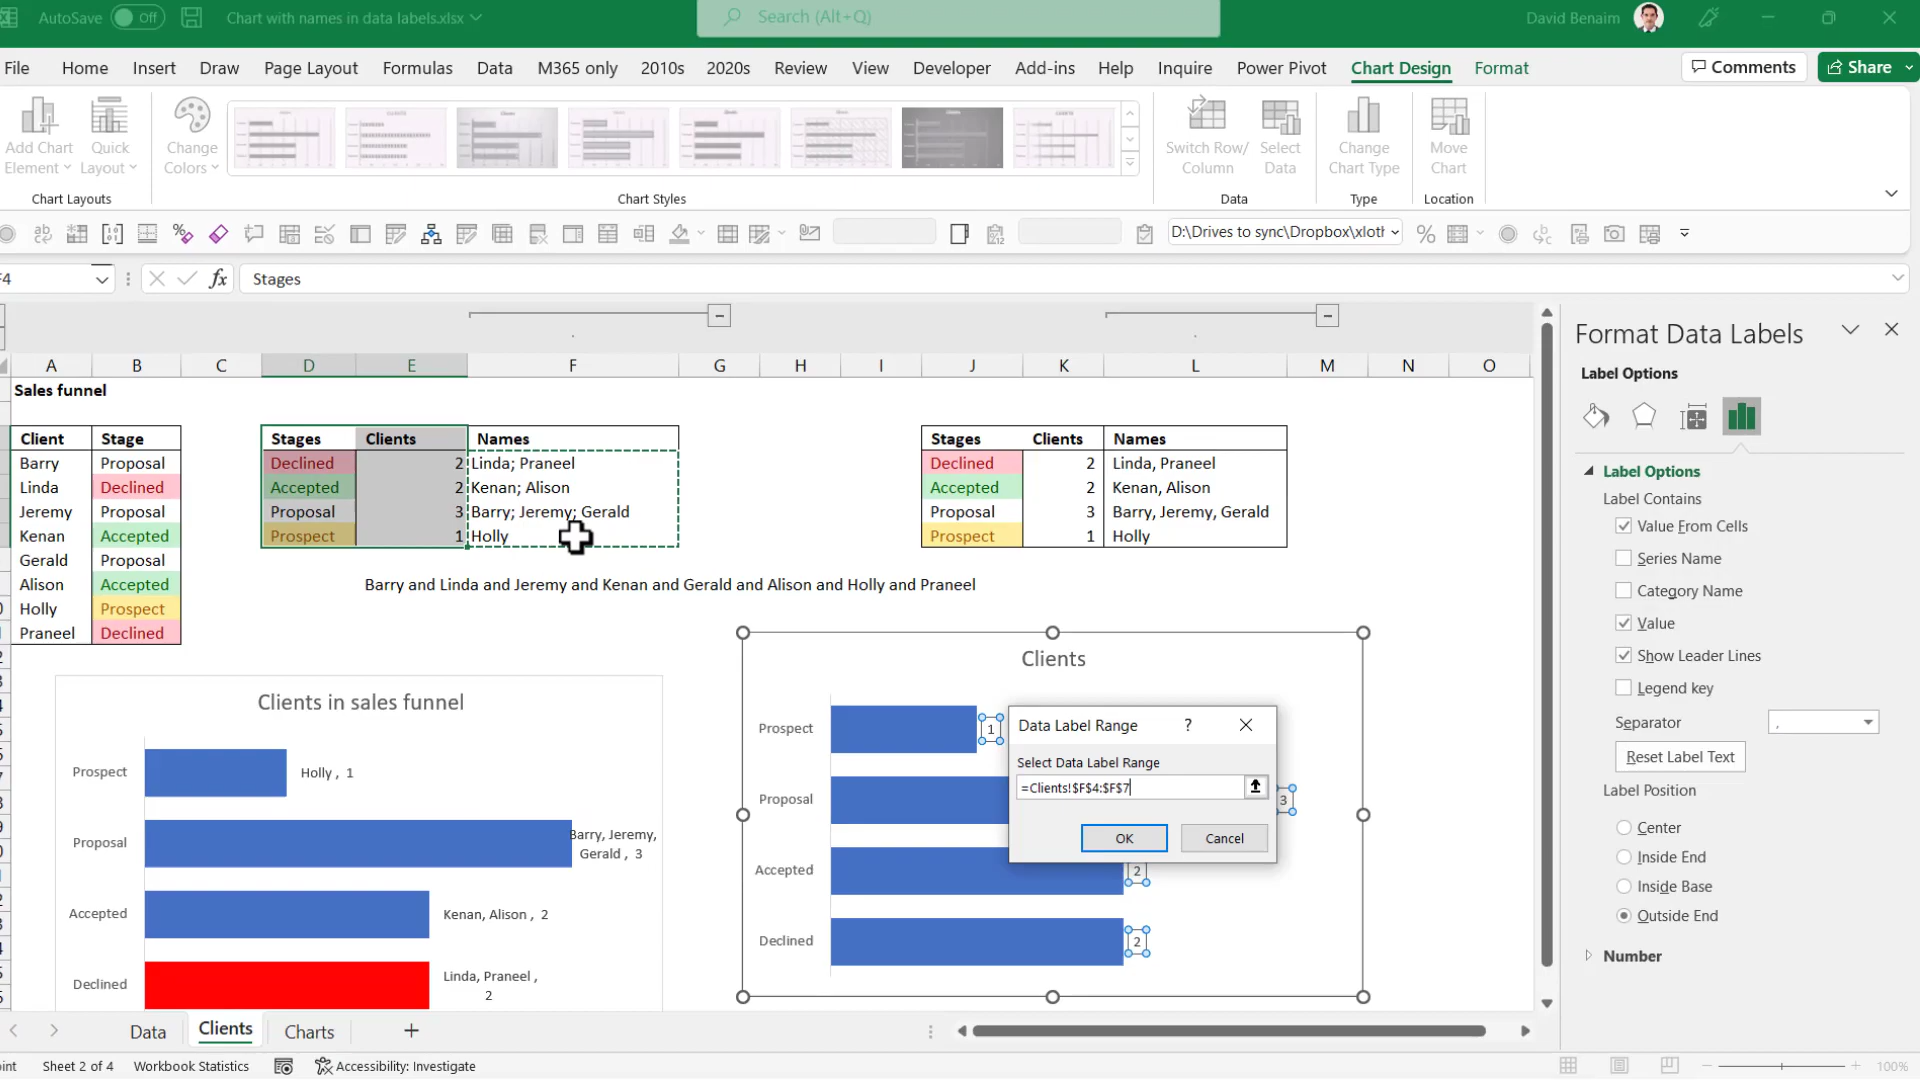 AutoSave Off Chart with names in data labels.xlsx Search (Alt+Q) David Benaim
File Home Insert Draw Page Layout Formulas Data M365 only 2010s 2020s Review View Developer Add-ins Help Inquire Power Pivot Chart Design Format Comments Share
Add Chart Element
Quick Layout
Change Colors
Switch Row/ Column
Select Data
Change Chart Type
Move Chart
Chart Layouts Chart Styles Data Type Location
D:\Drives to sync\Dropbox\xlotl
F4 fx Stages
A B C D E F G H I J K L M N O
Sales funnel
Client Stage
Barry Proposal
Linda Declined
Jeremy Proposal
Kenan Accepted
Gerald Proposal
Alison Accepted
Holly Prospect
Praneel Declined
Stages Clients Names
Declined 2 Linda; Praneel
Accepted 2 Kenan; Alison
Proposal 3 Barry; Jeremy; Gerald
Prospect 1 Holly
Stages Clients Names
Declined 2 Linda, Praneel
Accepted 2 Kenan, Alison
Proposal 3 Barry, Jeremy, Gerald
Prospect 1 Holly
Barry and Linda and Jeremy and Kenan and Gerald and Alison and Holly and Praneel
Clients in sales funnel
Prospect Holly , 1
Proposal Barry, Jeremy,
Gerald , 3
Accepted Kenan, Alison , 2
Declined Linda, Praneel ,
2
Clients
Prospect 1
Proposal 3
Accepted 2
Declined 2
Data Label Range ?
Select Data Label Range
=Clients!$F$4:$F$7
OK Cancel
Format Data Labels
Label Options
Label Options
Label Contains
Value From Cells
Series Name
Category Name
Value
Show Leader Lines
Legend key
Separator ,
Reset Label Text
Label Position
Center
Inside End
Inside Base
Outside End
Number
Data Clients Charts
Sheet 2 of 4 Workbook Statistics Accessibility: Investigate 100%